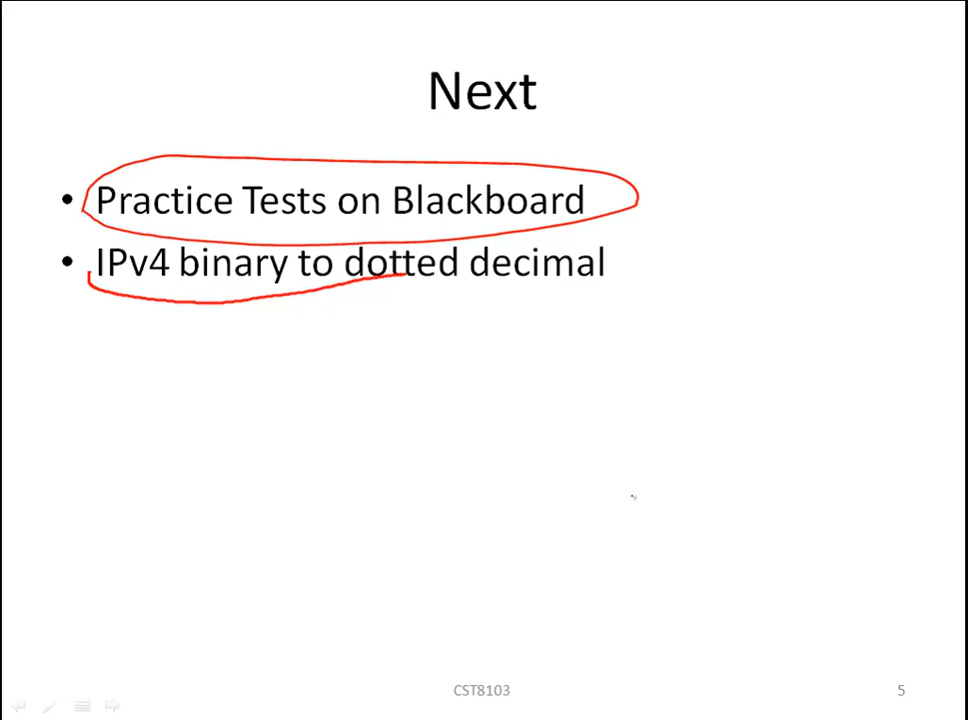 Next
• Practice Tests on Blackboard
• IPv4 binary to dotted decimal
CST8103
5